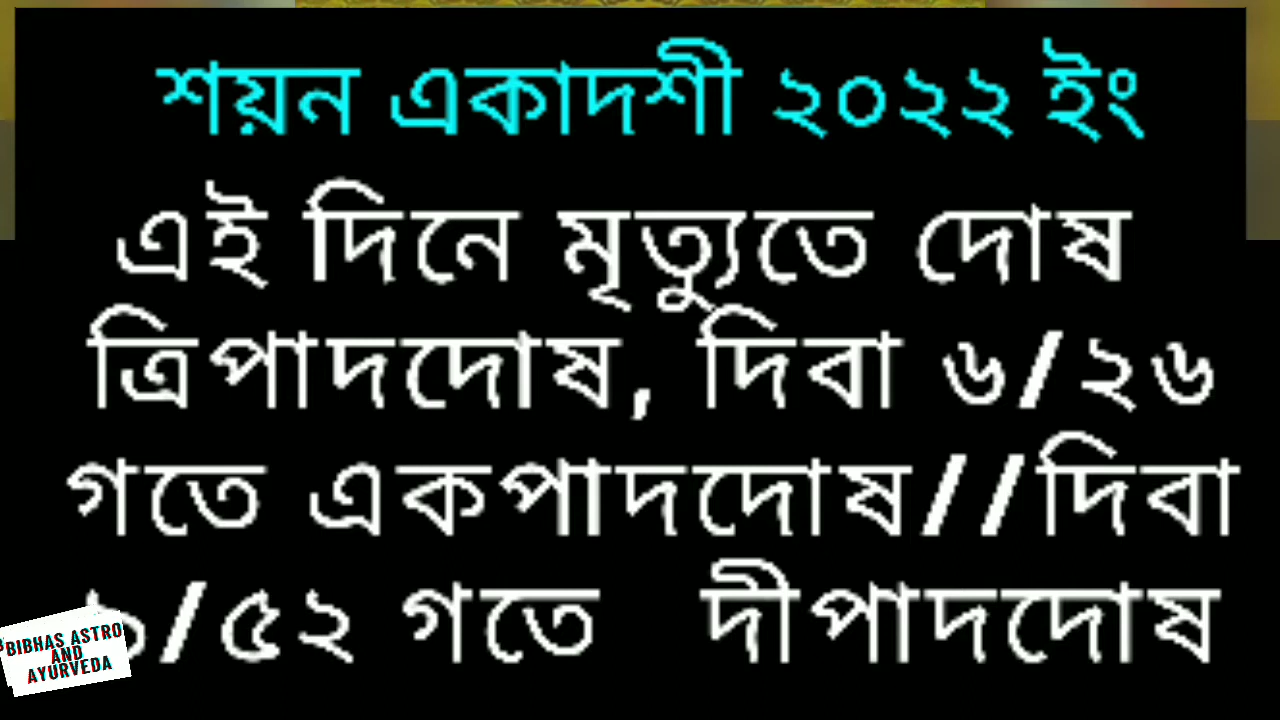 শয়ন একাদশী ২০২২ ইং
এই দিনে মৃত্যুতে দোষ
ত্রিপাদদোষ, দিবা ৬/২৬
গতে একপাদদোষ//দিবা
/৫২ গতে দীপাদদোষ
BIBHAS ASTRO
AND
AYURVEDA